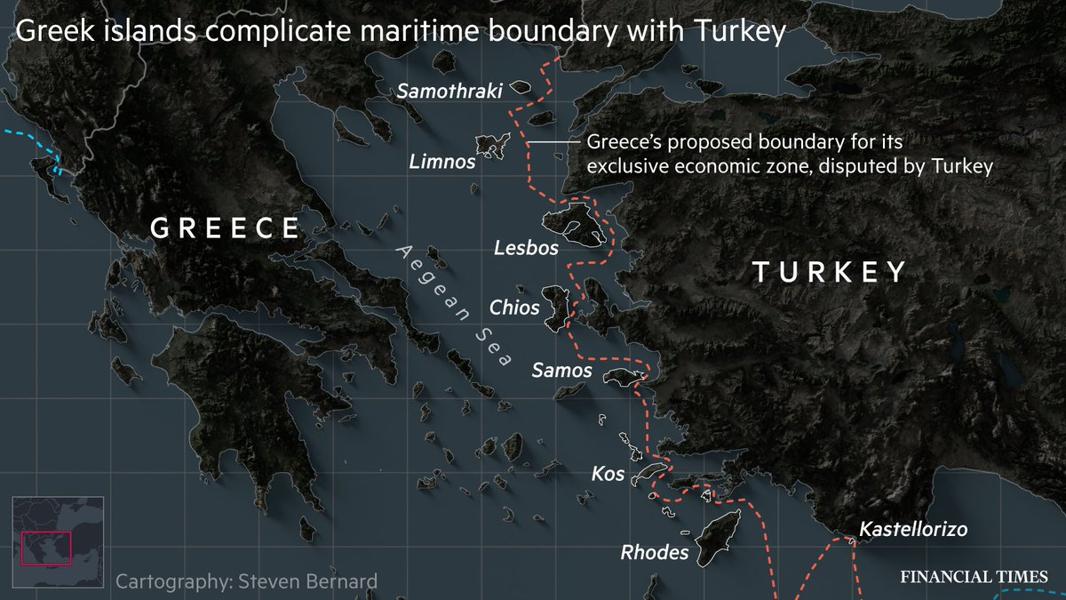 Greek islands complicate maritime boundary with Turkey
Samothraki
Greece's proposed boundary for its
exclusive economic zone, disputed by Turkey
Limnos
GREECE
Lesbos
Aegean Sea
TURKEY
Chios
Samos
Kos
Kastellorizo
Rhodes
Cartography: Steven Bernard
FINANCIAL TIMES